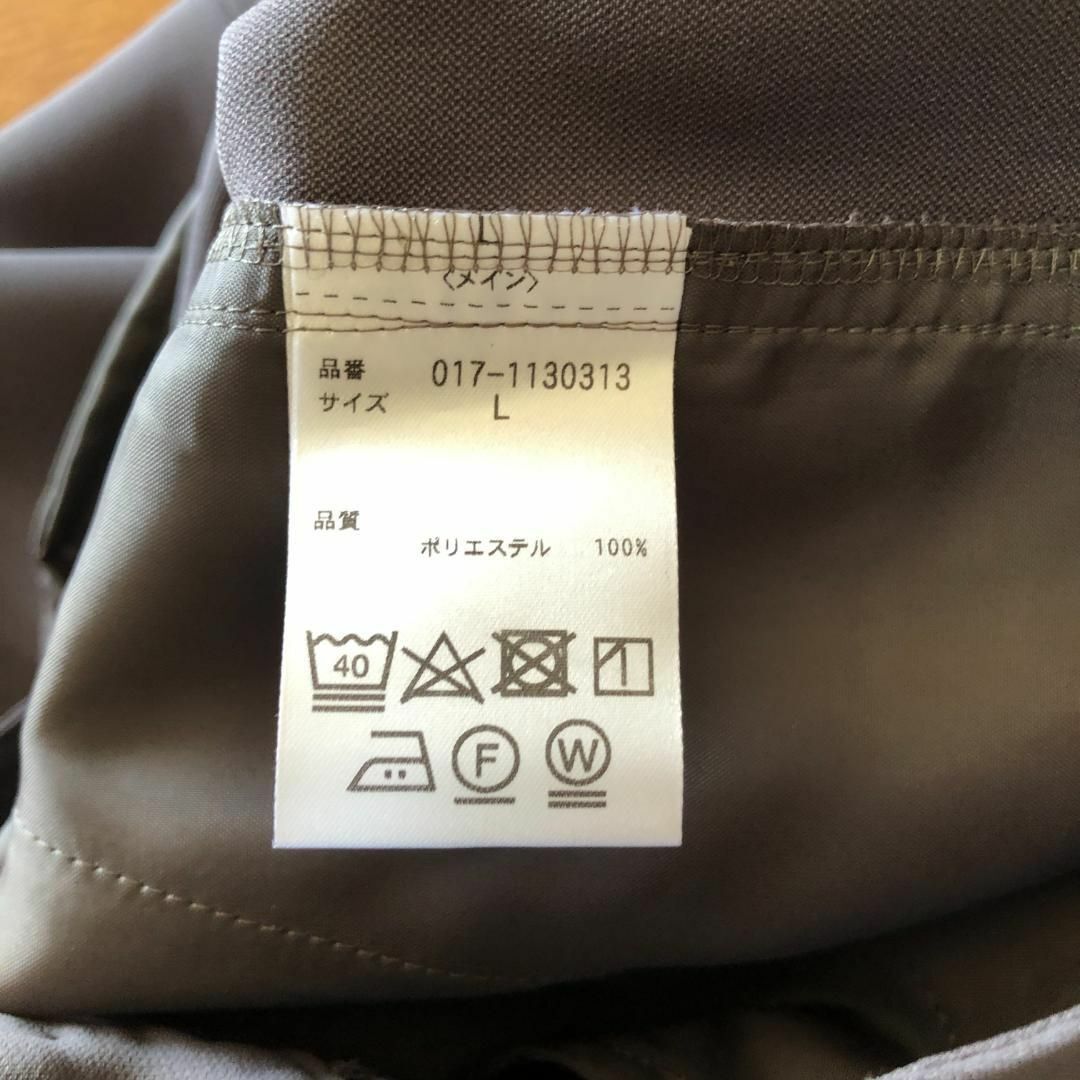 L
〈メイン〉
品番 017-1130313
サイズ L
品質
ポリエステル 100%
40
F W